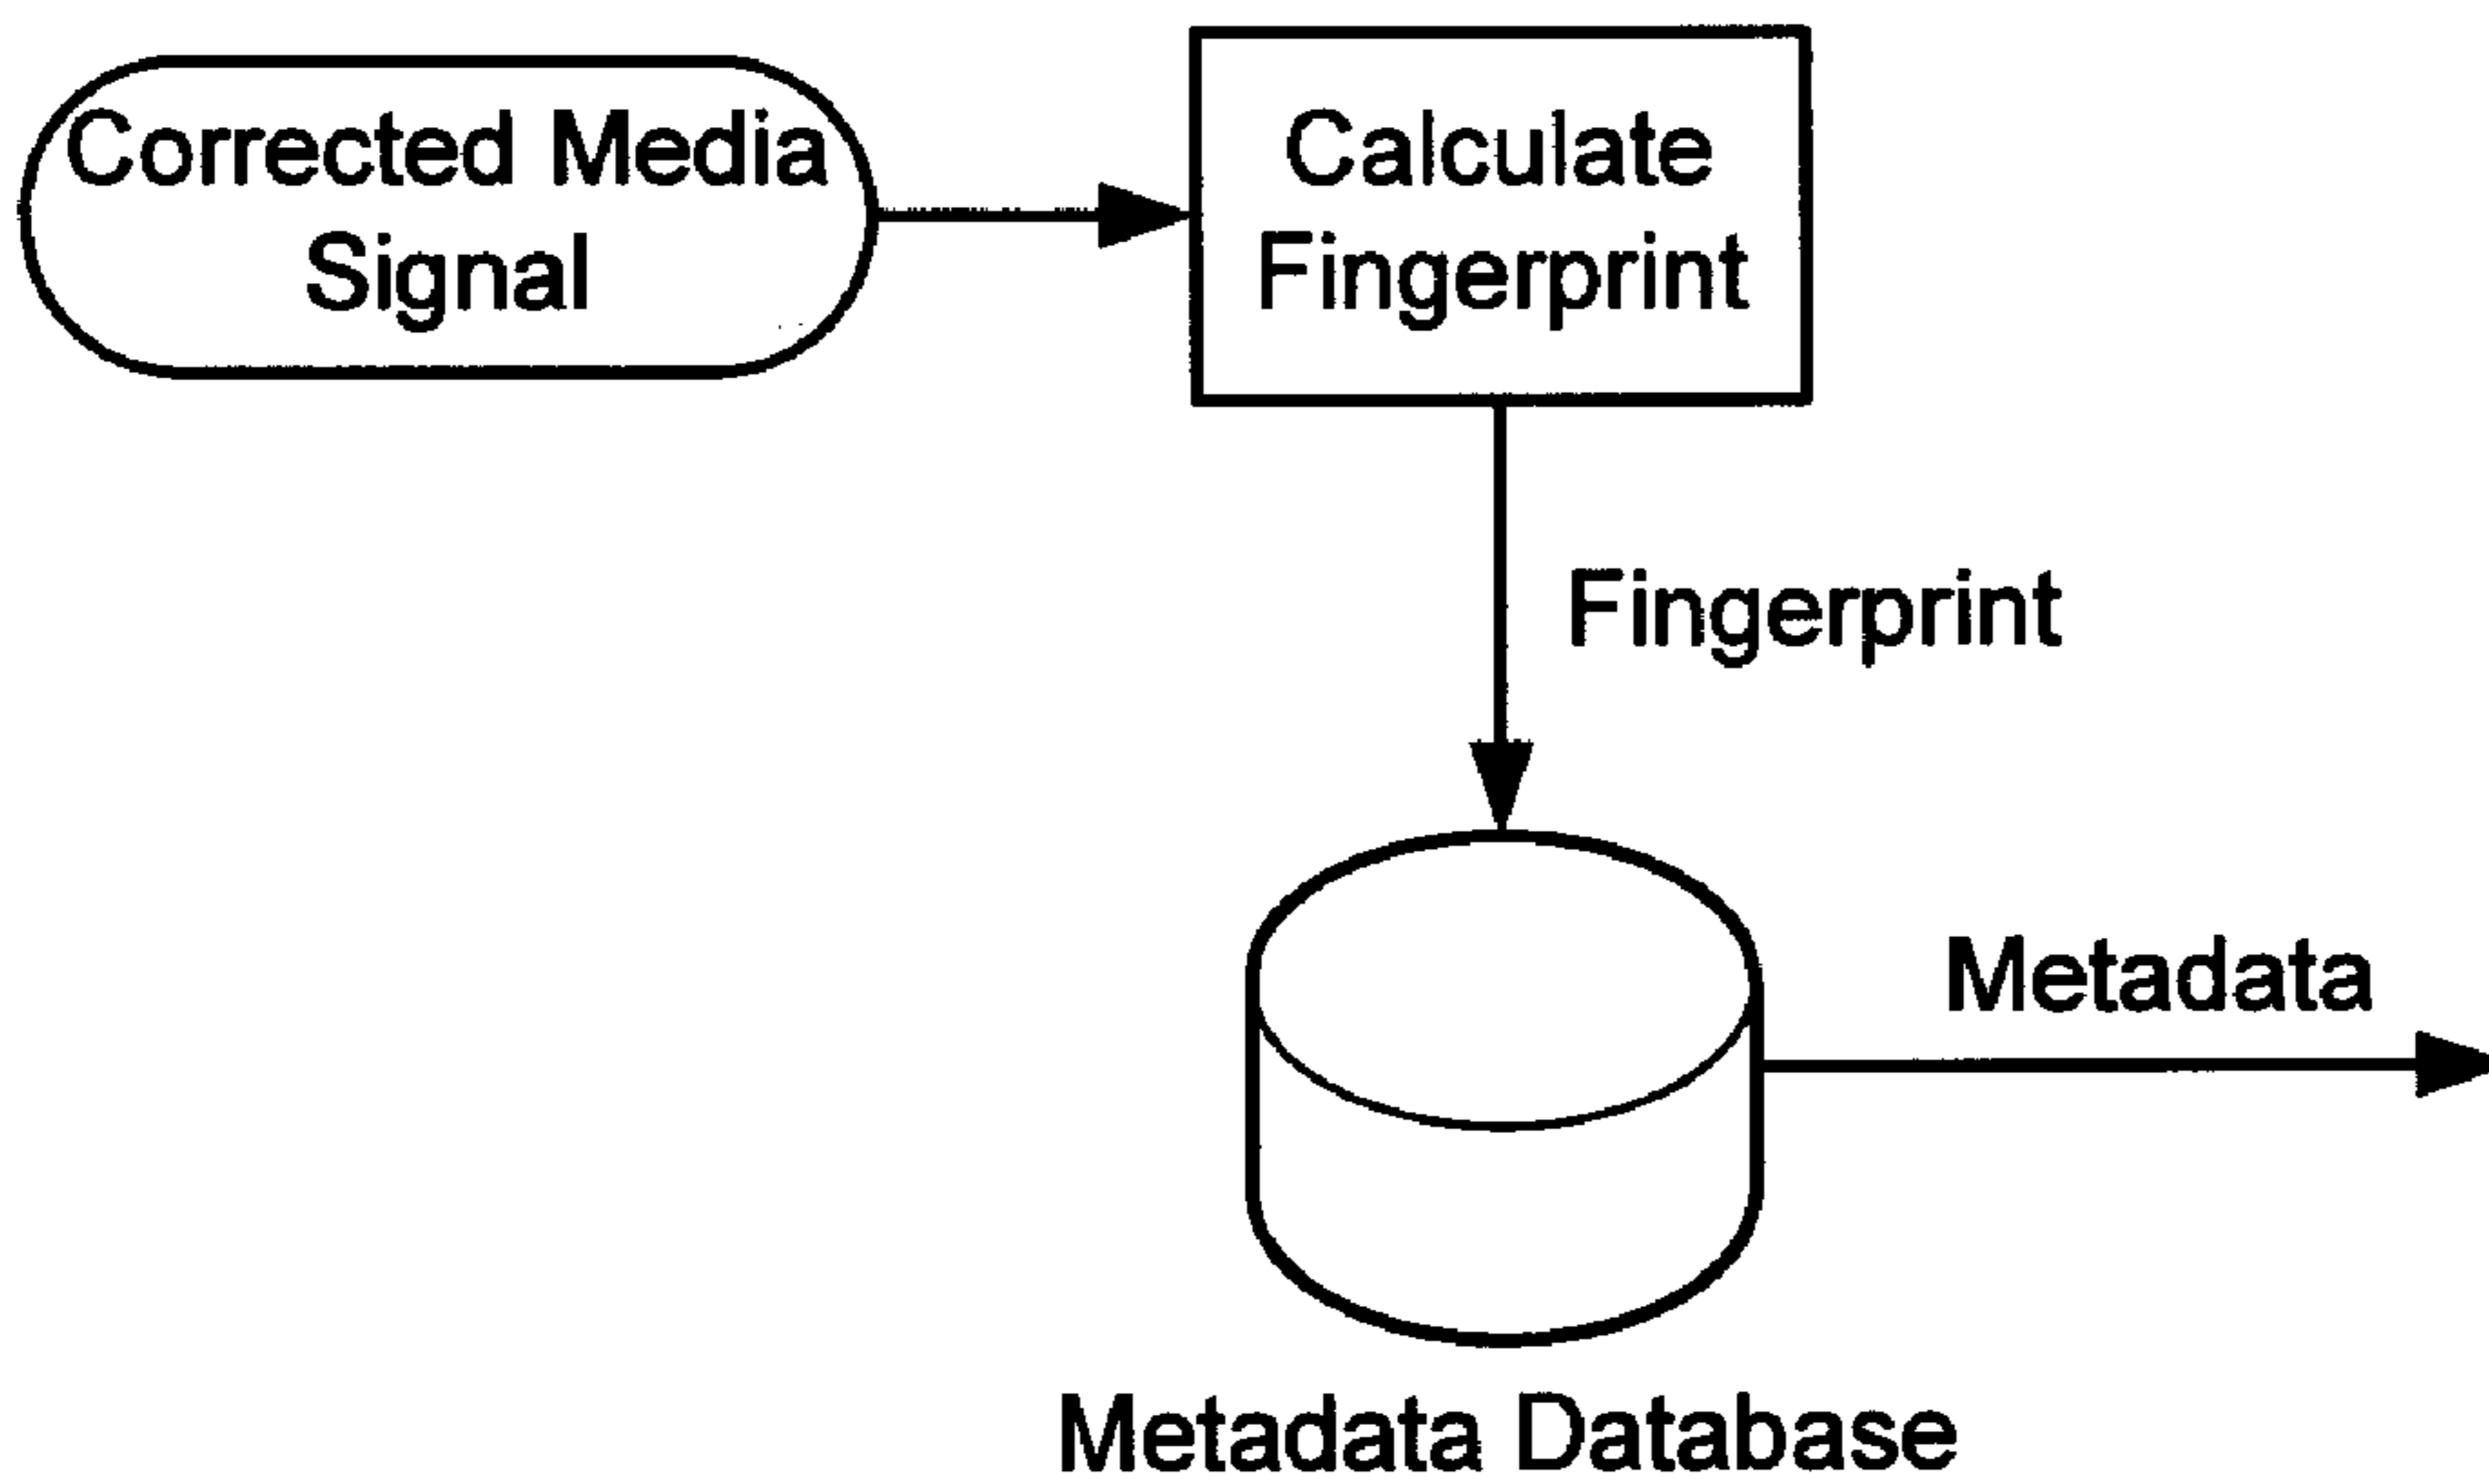 Corrected Media
Signal
Calculate
Fingerprint
Fingerprint
Metadata
Metadata Database